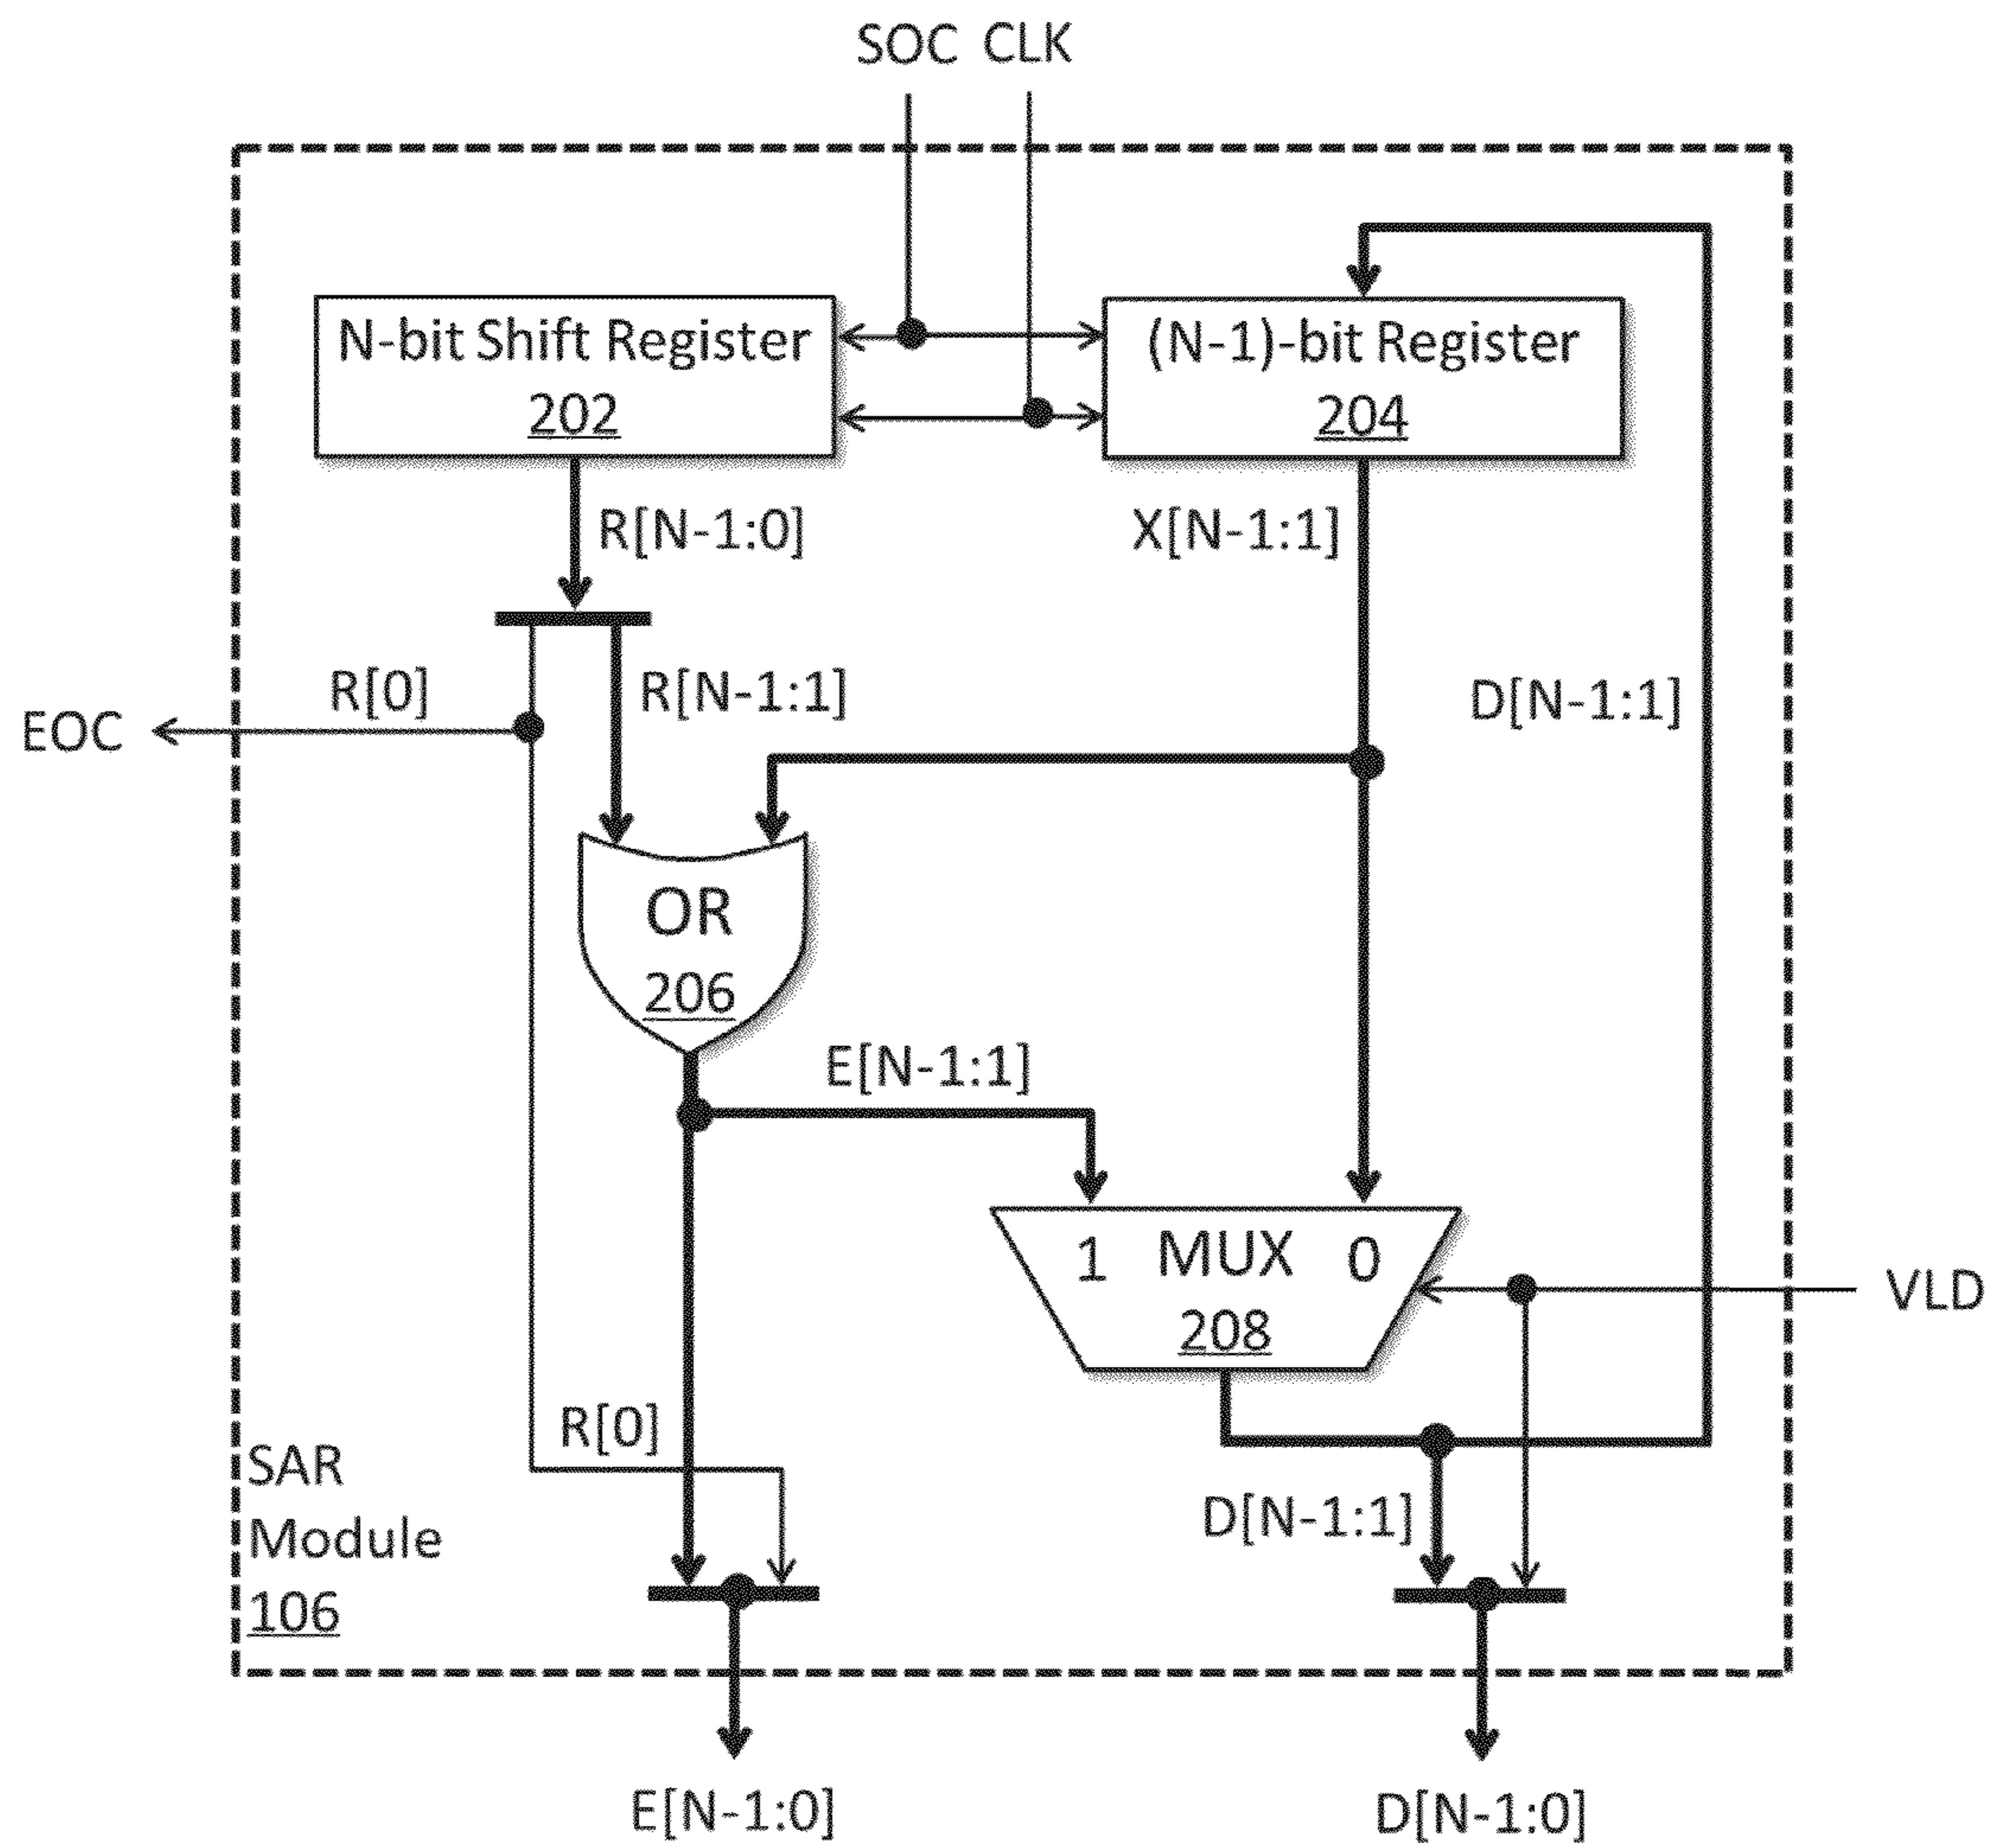 SOC CLK
N-bit Shift Register
202
(N-1)-bit Register
204
R[N-1:0]
X[N-1:1]
R[0]
R[N-1:1]
D[N-1:1]
EOC
OR
206
E[N-1:1]
1 MUX 0
208
VLD
R[0]
D[N-1:1]
SAR
Module
106
E[N-1:0]
D[N-1:0]